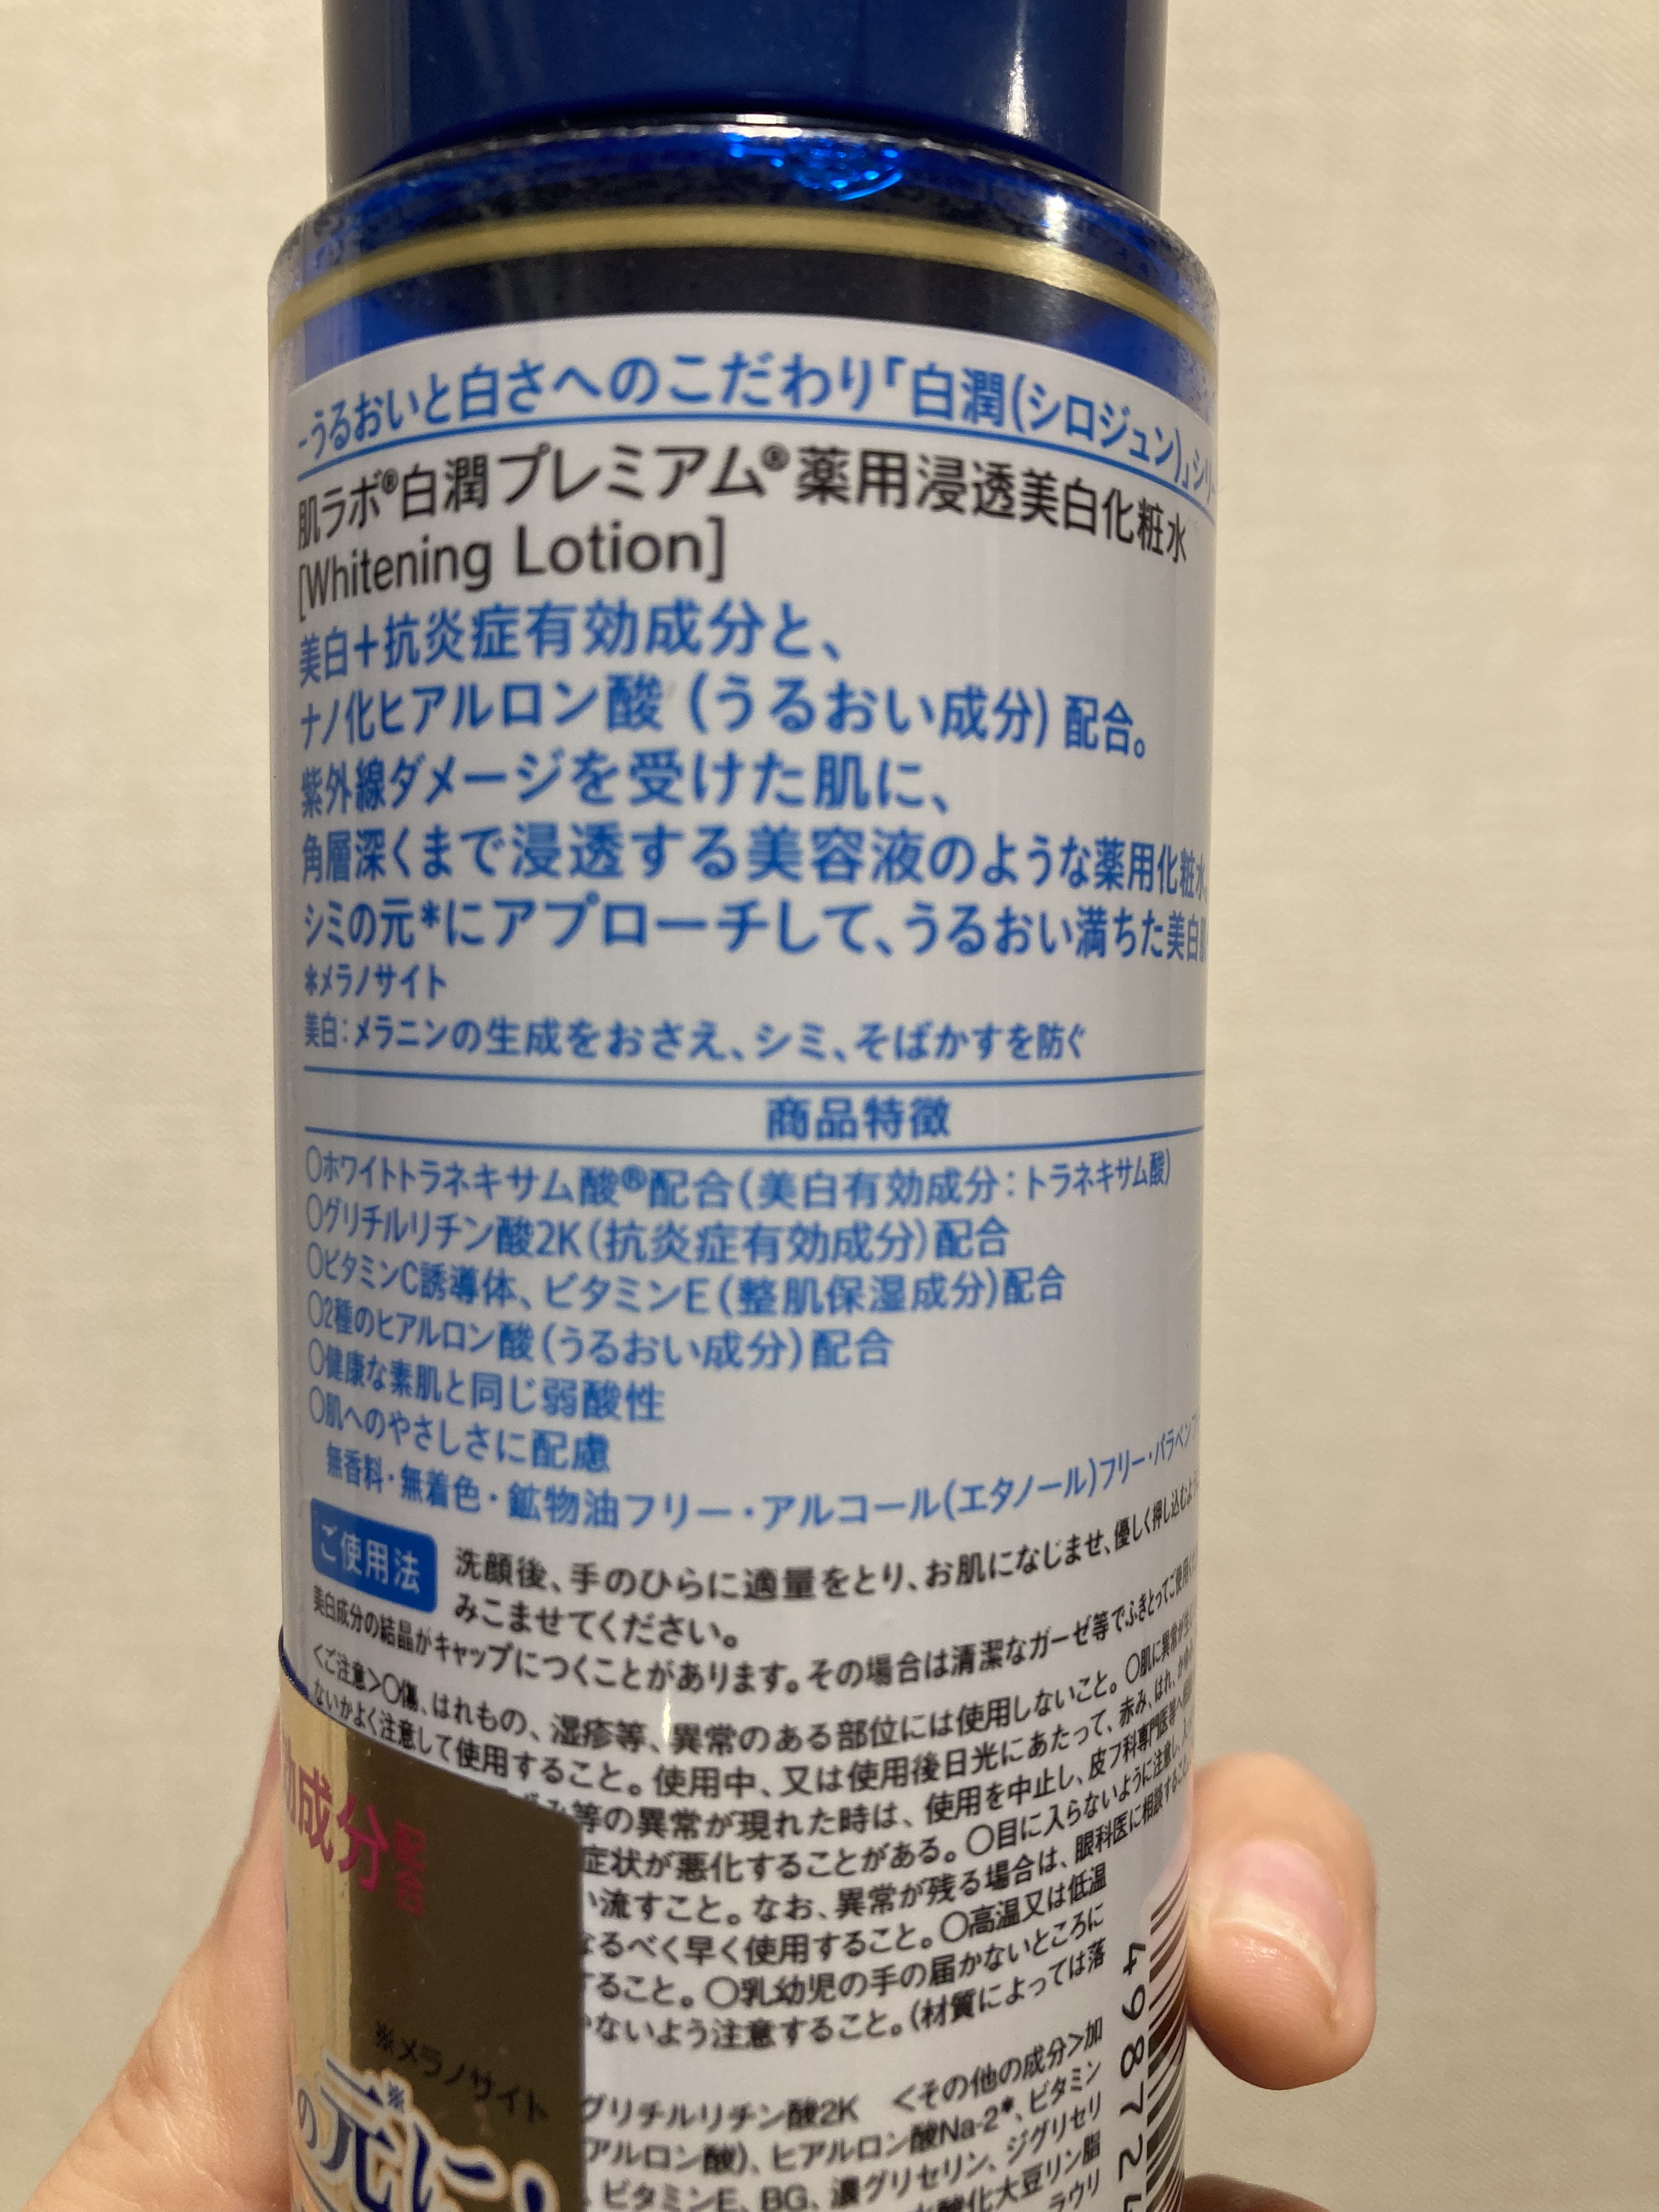 -うるおいと白さへのこだわり「白潤(シロジュン)」シリ
肌ラボ®白潤プレミアム®薬用浸透美白化粧水
[Whitening Lotion]
美白+抗炎症有効成分と、
ナノ化ヒアルロン酸(うるおい成分)配合。
紫外線ダメージを受けた肌に、
角層深くまで浸透する美容液のような薬用化粧水。
シミの元*にアプローチして、うるおい満ちた美白肌
*メラノサイト
美白:メラニンの生成をおさえ、シミ、そばかすを防ぐ
商品特徴
○ホワイトトラネキサム酸®配合(美白有効成分:トラネキサム酸)
○グリチルリチン酸2K(抗炎症有効成分)配合
○ビタミンC誘導体、ビタミンE(整肌保湿成分)配合
○2種のヒアルロン酸(うるおい成分)配合
○健康な素肌と同じ弱酸性
○肌へのやさしさに配慮
無香料・無着色・鉱物油フリー・アルコール(エタノール)フリー・パラベンフ
ご使用法
洗顔後、手のひらに適量をとり、お肌になじませ、優しく押し込むよう
みこませてください。
美白成分の結晶がキャップにつくことがあります。その場合は清潔なガーゼ等でふきとってご使用く
<ご注意>○傷、はれもの、湿疹等、異常のある部位には使用しないこと。○肌に異常が生
ないかよく注意して使用すること。使用中、又は使用後日光にあたって、赤み、はれ、かゆみ
等の異常が現れた時は、使用を中止し、皮フ科専門医等へ
症状が悪化することがある。○目に入らないように注意し、
流すこと。なお、異常が残る場合は、眼科医に相談すること
なるべく早く使用すること。○高温又は低温
すること。○乳幼児の手の届かないところに
ないよう注意すること。(材質によっては落
グリチルリチン酸2K <その他の成分>加
アルロン酸)、ヒアルロン酸Na-2*、ビタミン
、ビタミンE、BG、濃グリセリン、ジグリセリ
水酸化大豆リン脂
ラウリ
成分配合
※メラノサイト
の元※に
498724